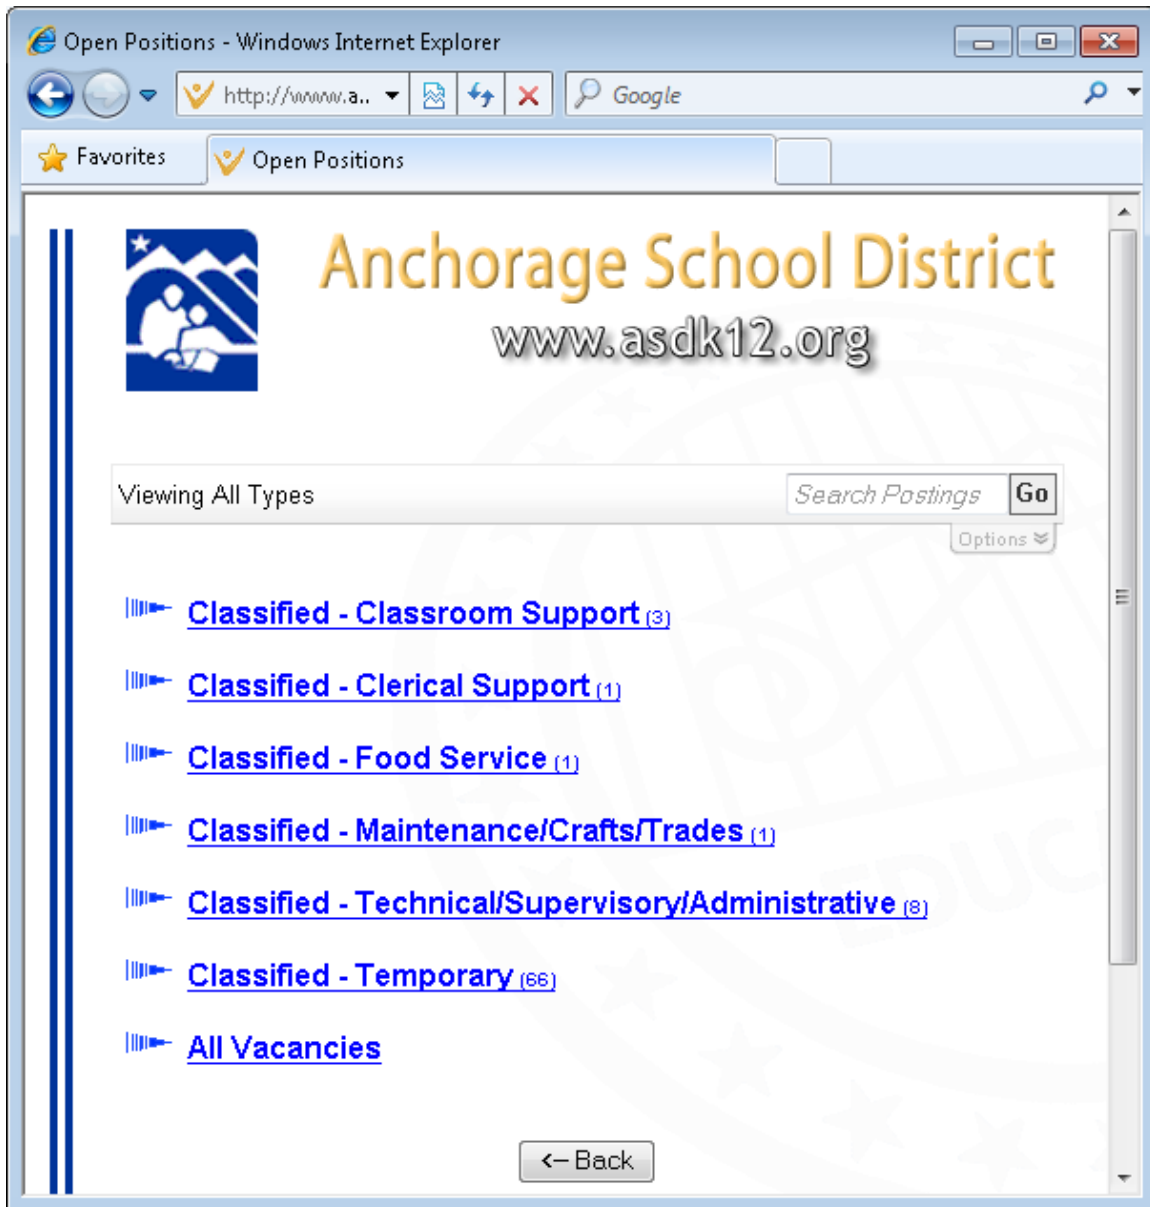 Open Positions - Windows Internet Explorer
http://www.a..
Google
Favorites
Open Positions
Anchorage School District
www.asdk12.org
Viewing All Types
Search Postings
Go
Options
Classified - Classroom Support (3)
Classified - Clerical Support (1)
Classified - Food Service (1)
Classified - Maintenance/Crafts/Trades (1)
Classified - Technical/Supervisory/Administrative (8)
Classified - Temporary (66)
All Vacancies
EDUCA
<-- Back